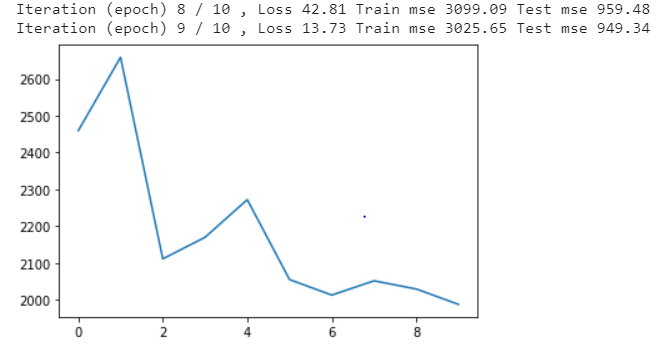 Iteration (epoch) 8 / 10 , Loss 42.81 Train mse 3099.09 Test mse 959.48
Iteration (epoch) 9 / 10 , Loss 13.73 Train mse 3025.65 Test mse 949.34
2600
2500
2400
2300
2200
2100
2000
0 2 4 6 8